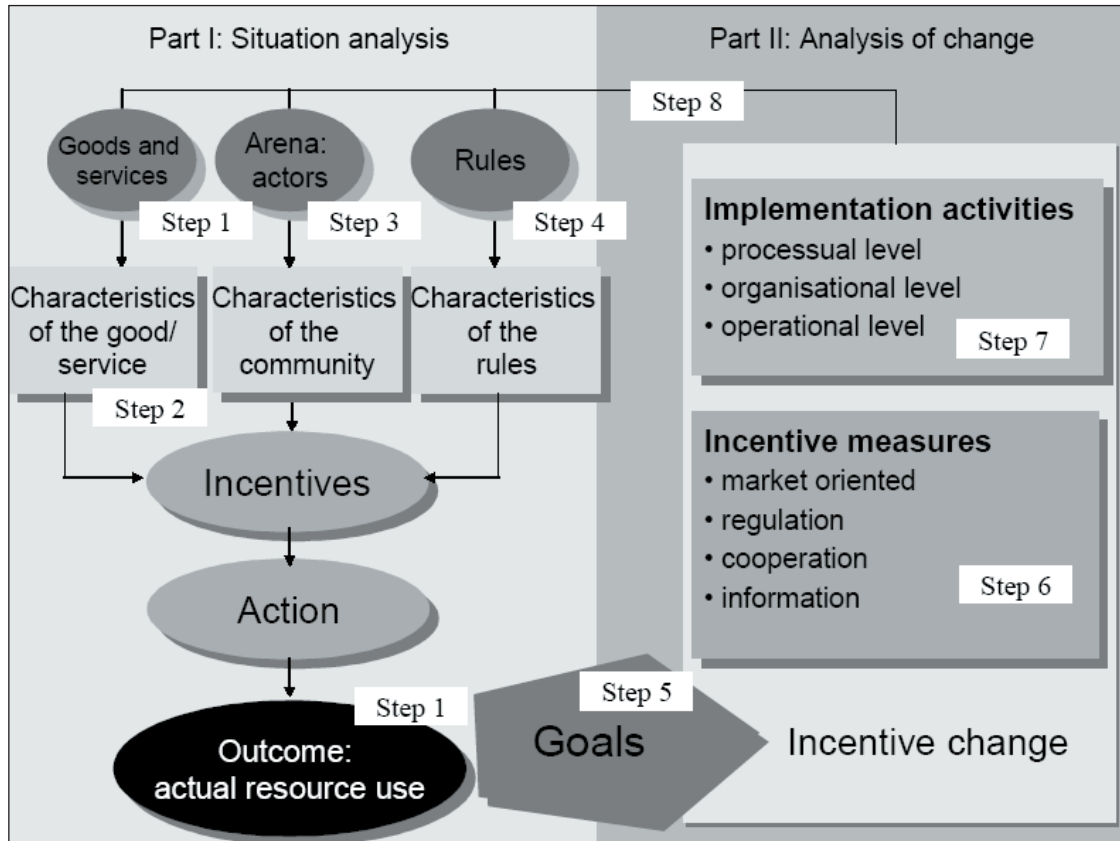 Part I: Situation analysis
Part II: Analysis of change
Step 8
Goods and
services
Step 1
Arena:
actors
Step 3
Rules
Step 4
Characteristics
of the good/
service
Step 2
Characteristics
of the
community
Characteristics
of the
rules
Incentives
Action
Step 1
Outcome:
actual resource use
Step 5
Goals
Implementation activities
• processual level
• organisational level
• operational level
Step 7
Incentive measures
• market oriented
• regulation
• cooperation
• information
Step 6
Incentive change